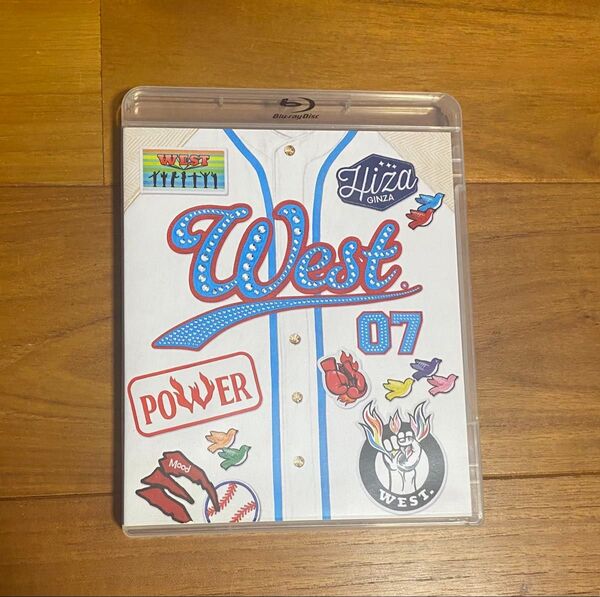 Blu-ray Disc
WEST
Hiza
GINZA
West.
07
POWER
Mood
WEST.